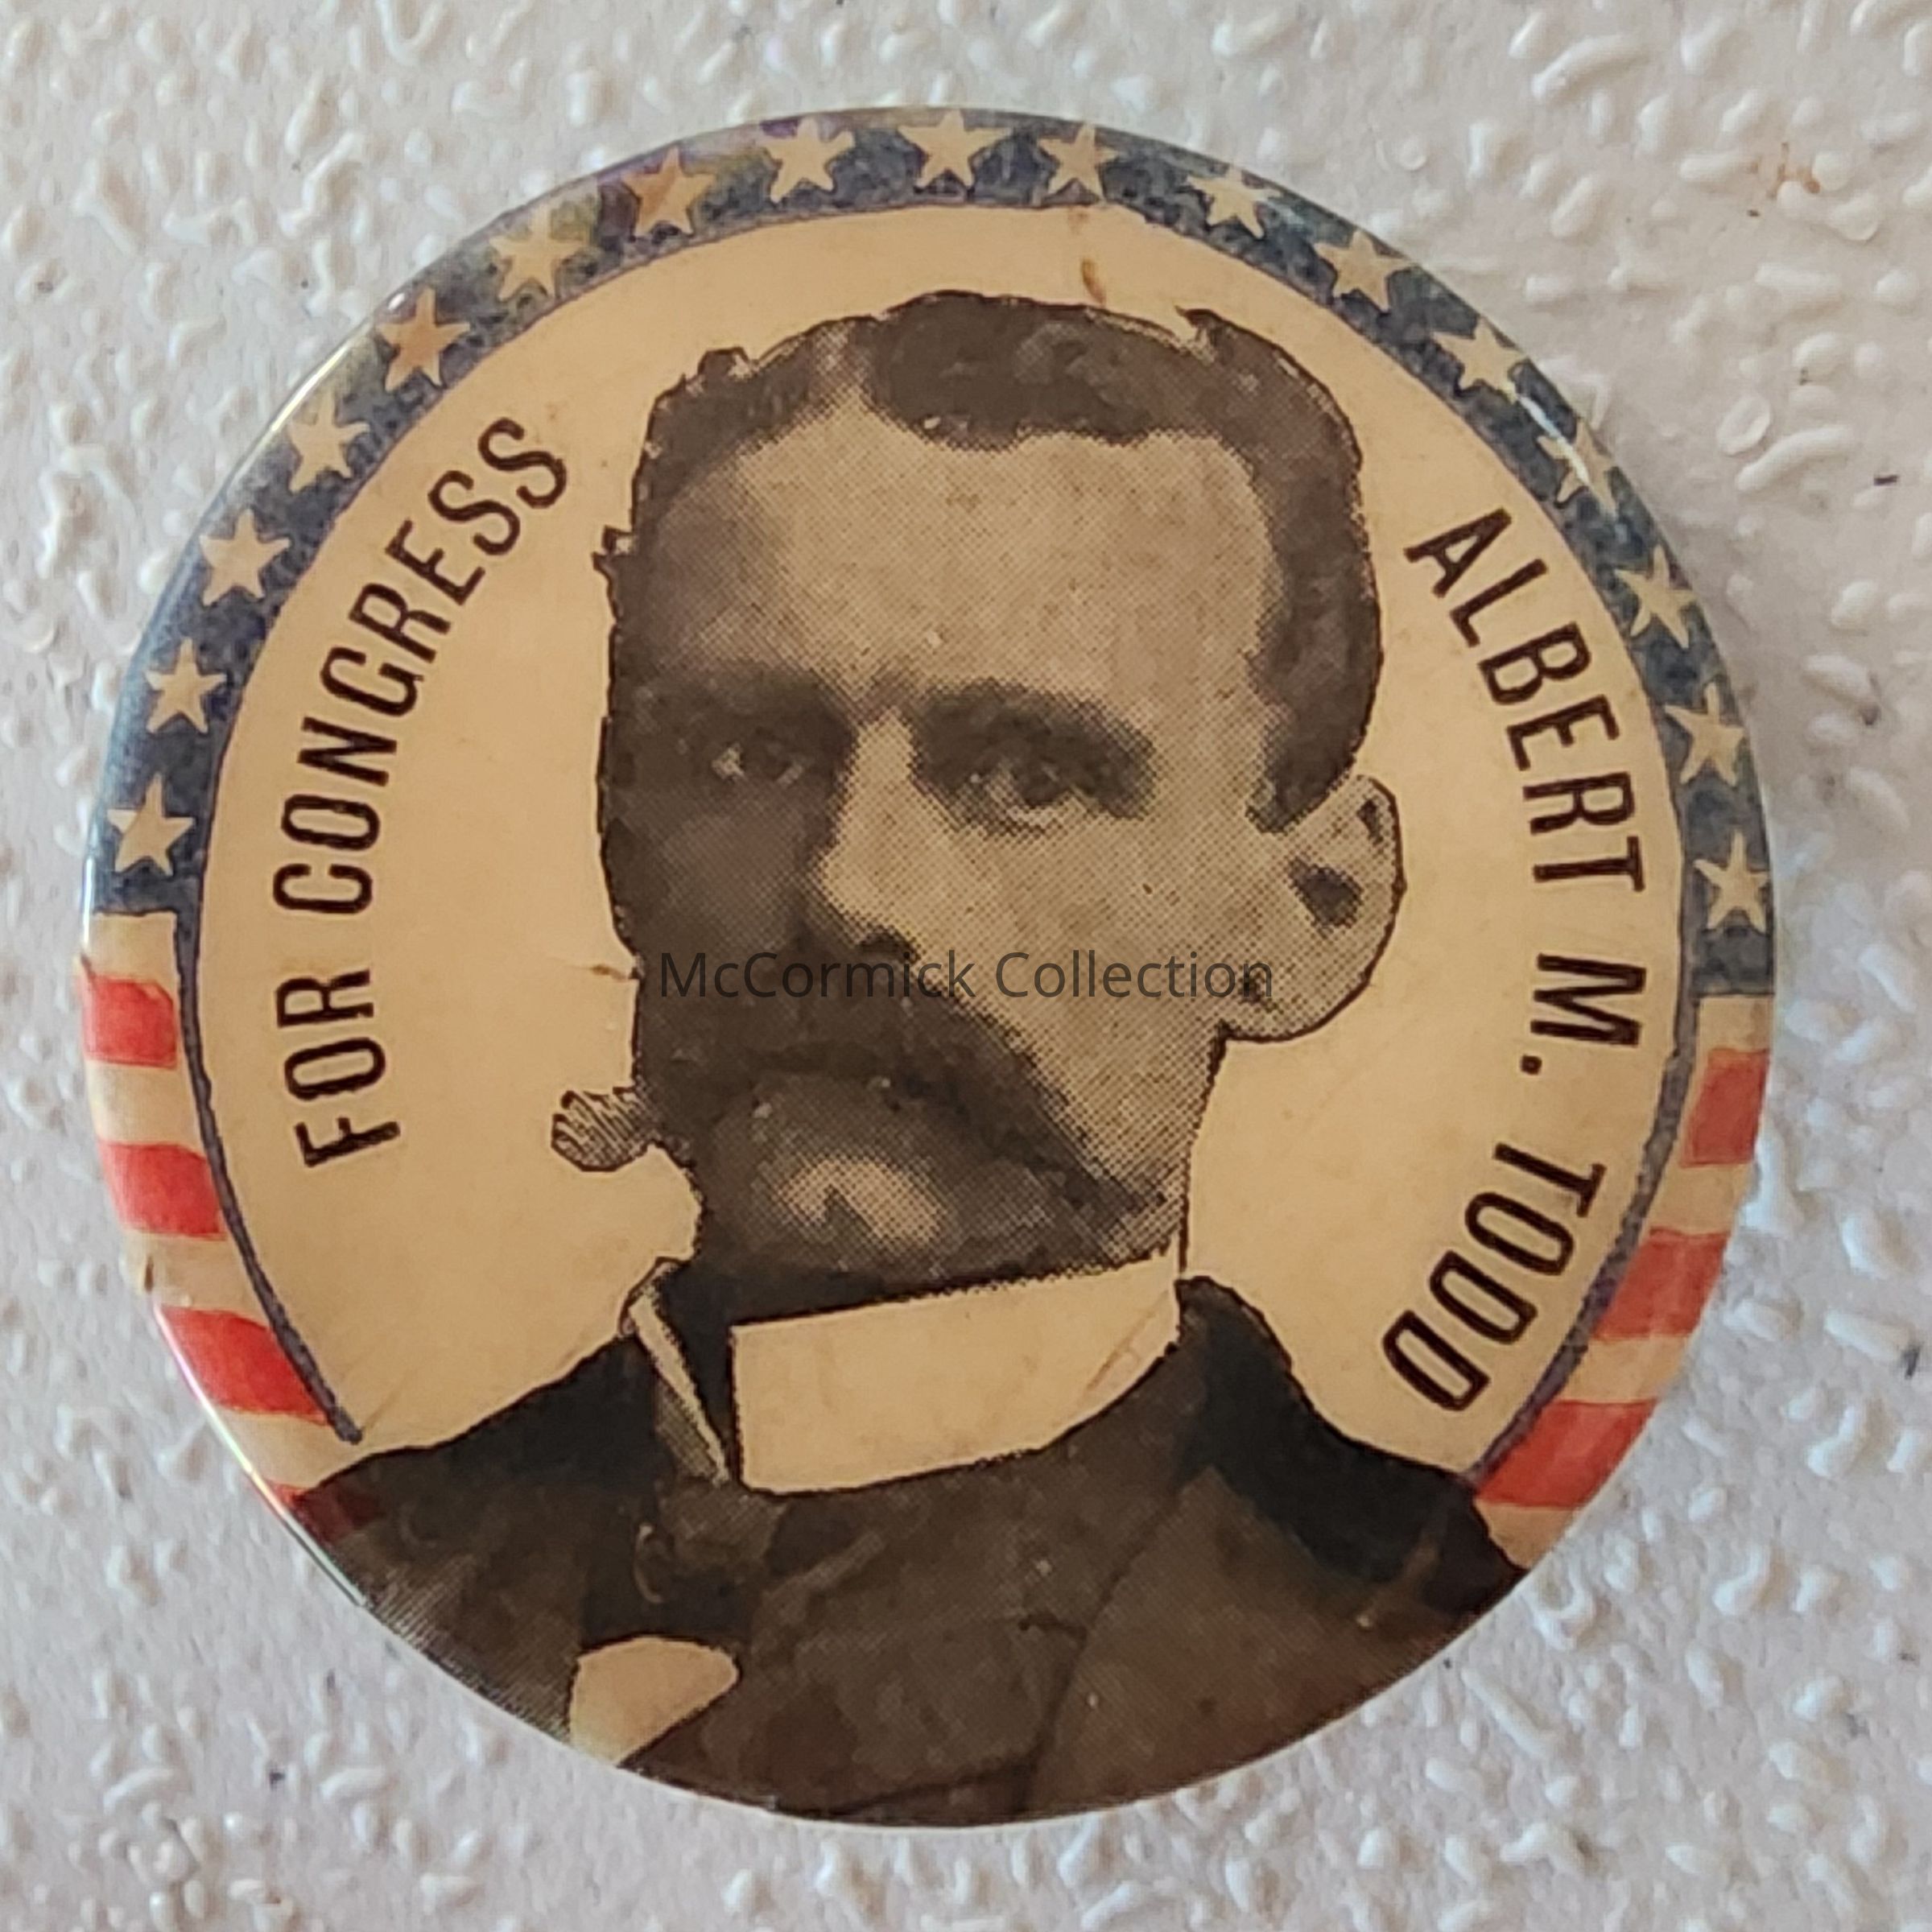 FOR CONGRESS
ALBERT M. TODD
McCormick Collection